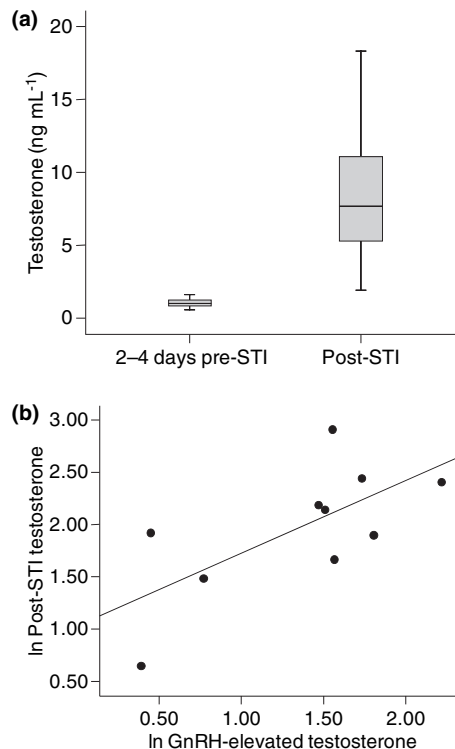 (a)
Testosterone (ng mL⁻¹)
20
15
10
5
0
2–4 days pre-STI
Post-STI
(b)
ln Post-STI testosterone
3.00
2.50
2.00
1.50
1.00
0.50
0.50
1.00
1.50
2.00
ln GnRH-elevated testosterone